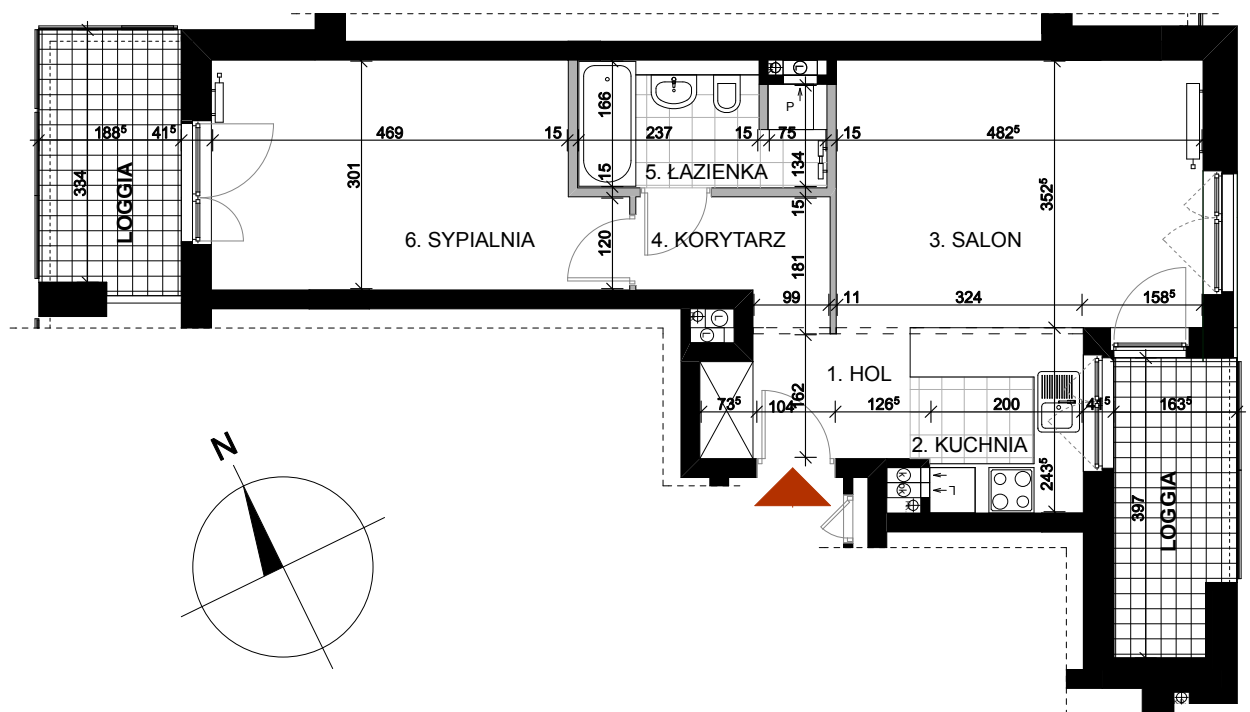 188⁵
41⁵
469
15
237
15
75
15
482⁵
334
LOGGIA
301
166
15
P
134
15
352⁵
5. ŁAZIENKA
6. SYPIALNIA
120
4. KORYTARZ
181
3. SALON
99
11
324
158⁵
L
L
1. HOL
162
73⁵
104
126⁵
200
41⁵
163⁵
2. KUCHNIA
243⁵
397
LOGGIA
K
OK
L
N